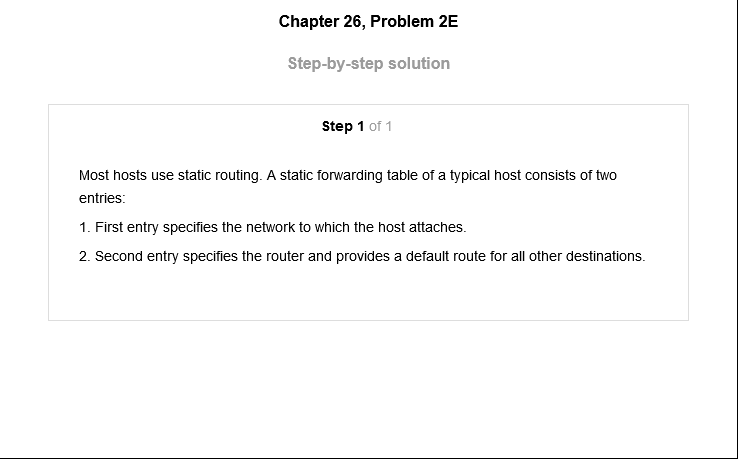 Chapter 26, Problem 2E
Step-by-step solution
Step 1 of 1
Most hosts use static routing. A static forwarding table of a typical host consists of two
entries:
1. First entry specifies the network to which the host attaches.
2. Second entry specifies the router and provides a default route for all other destinations.